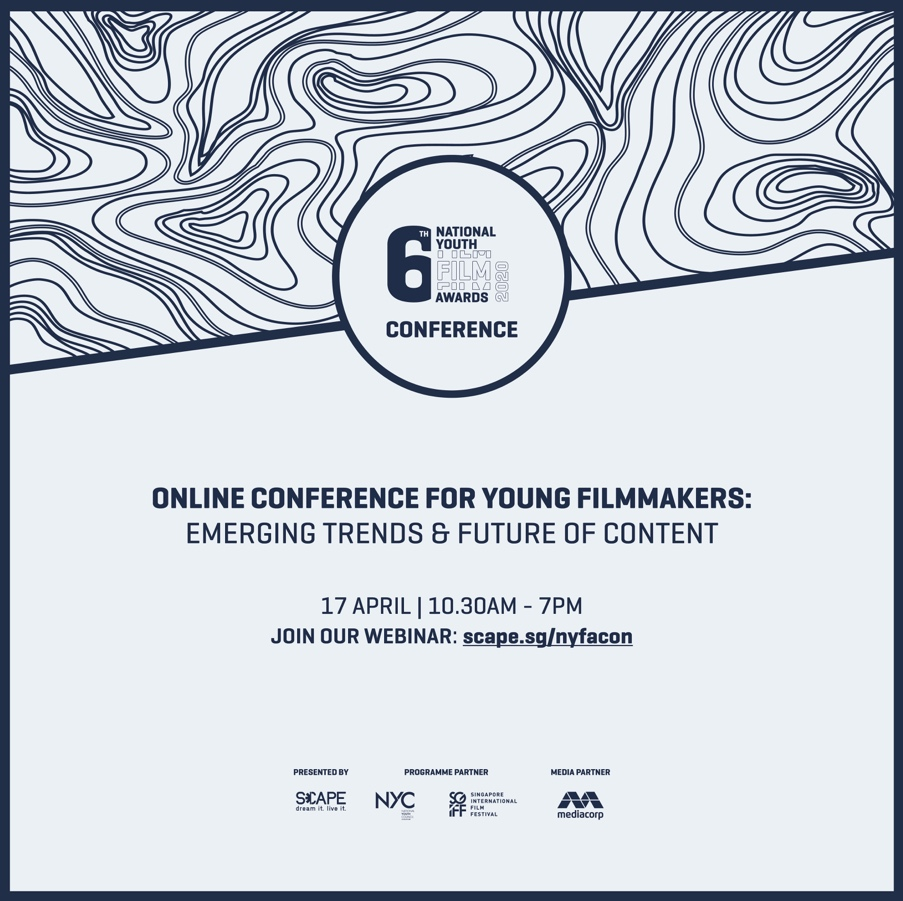 6TH NATIONAL
YOUTH
FILM
AWARDS 2020
CONFERENCE
ONLINE CONFERENCE FOR YOUNG FILMMAKERS:
EMERGING TRENDS & FUTURE OF CONTENT
17 APRIL | 10.30AM - 7PM
JOIN OUR WEBINAR: scape.sg/nyfacon
PRESENTED BY PROGRAMME PARTNER MEDIA PARTNER
SCAPE
dream it. live it.
NYC
SGIFF
SINGAPORE
INTERNATIONAL
FILM
FESTIVAL
mediacorp